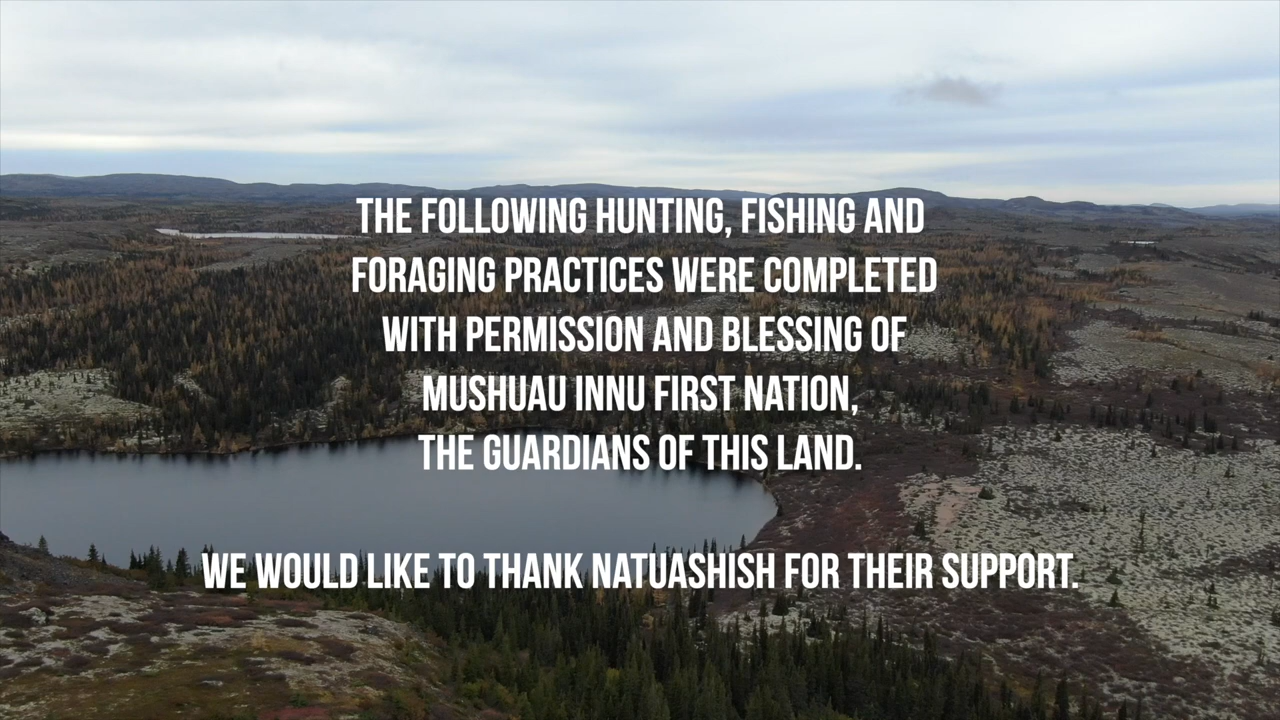 THE FOLLOWING HUNTING, FISHING AND
FORAGING PRACTICES WERE COMPLETED
WITH PERMISSION AND BLESSING OF
MUSHUAU INNU FIRST NATION,
THE GUARDIANS OF THIS LAND.
WE WOULD LIKE TO THANK NATUASHISH FOR THEIR SUPPORT.